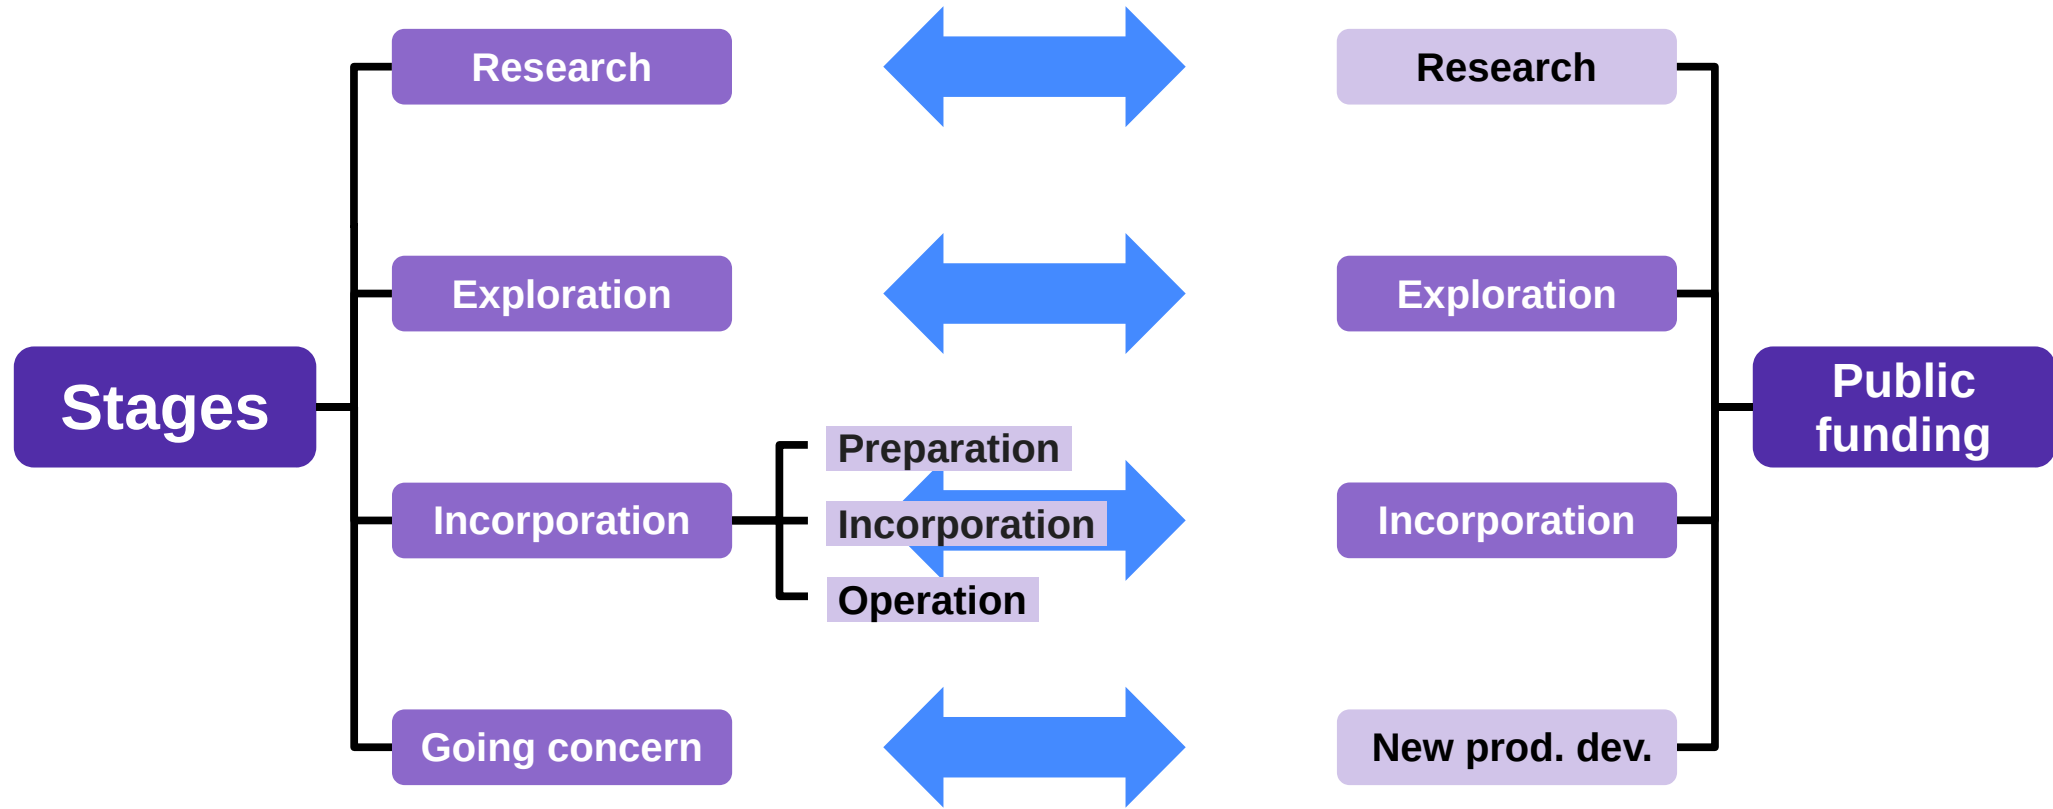 Research
Research
Exploration
Exploration
Stages
Public
funding
Preparation
Incorporation
Incorporation
Incorporation
Operation
Going concern
New prod. dev.